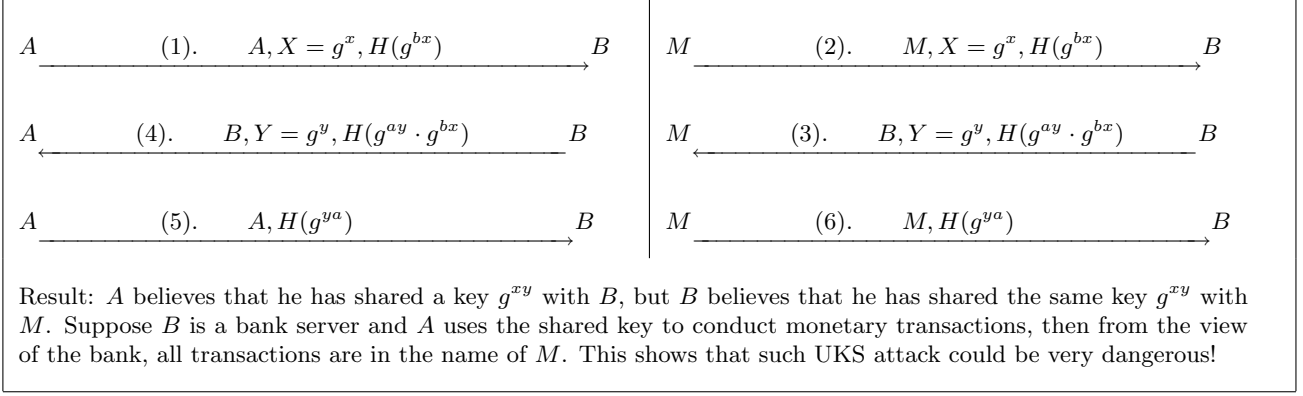 A (1). A, X = g^x, H(g^{bx}) B M (2). M, X = g^x, H(g^{bx}) B
A (4). B, Y = g^y, H(g^{ay} · g^{bx}) B M (3). B, Y = g^y, H(g^{ay} · g^{bx}) B
A (5). A, H(g^{ya}) B M (6). M, H(g^{ya}) B
Result: A believes that he has shared a key g^{xy} with B, but B believes that he has shared the same key g^{xy} with
M. Suppose B is a bank server and A uses the shared key to conduct monetary transactions, then from the view
of the bank, all transactions are in the name of M. This shows that such UKS attack could be very dangerous!